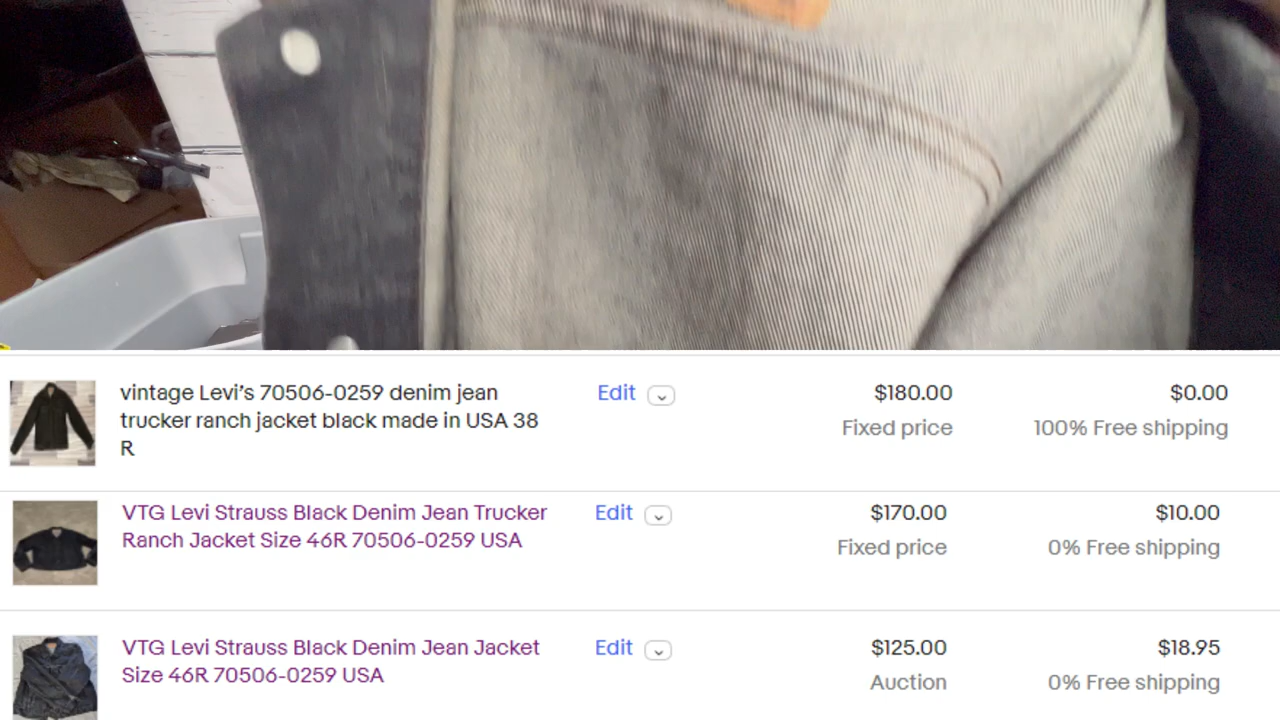 vintage Levi's 70506-0259 denim jean
trucker ranch jacket black made in USA 38
R
Edit
$180.00
Fixed price
$0.00
100% Free shipping
VTG Levi Strauss Black Denim Jean Trucker
Ranch Jacket Size 46R 70506-0259 USA
Edit
$170.00
Fixed price
$10.00
0% Free shipping
VTG Levi Strauss Black Denim Jean Jacket
Size 46R 70506-0259 USA
Edit
$125.00
Auction
$18.95
0% Free shipping